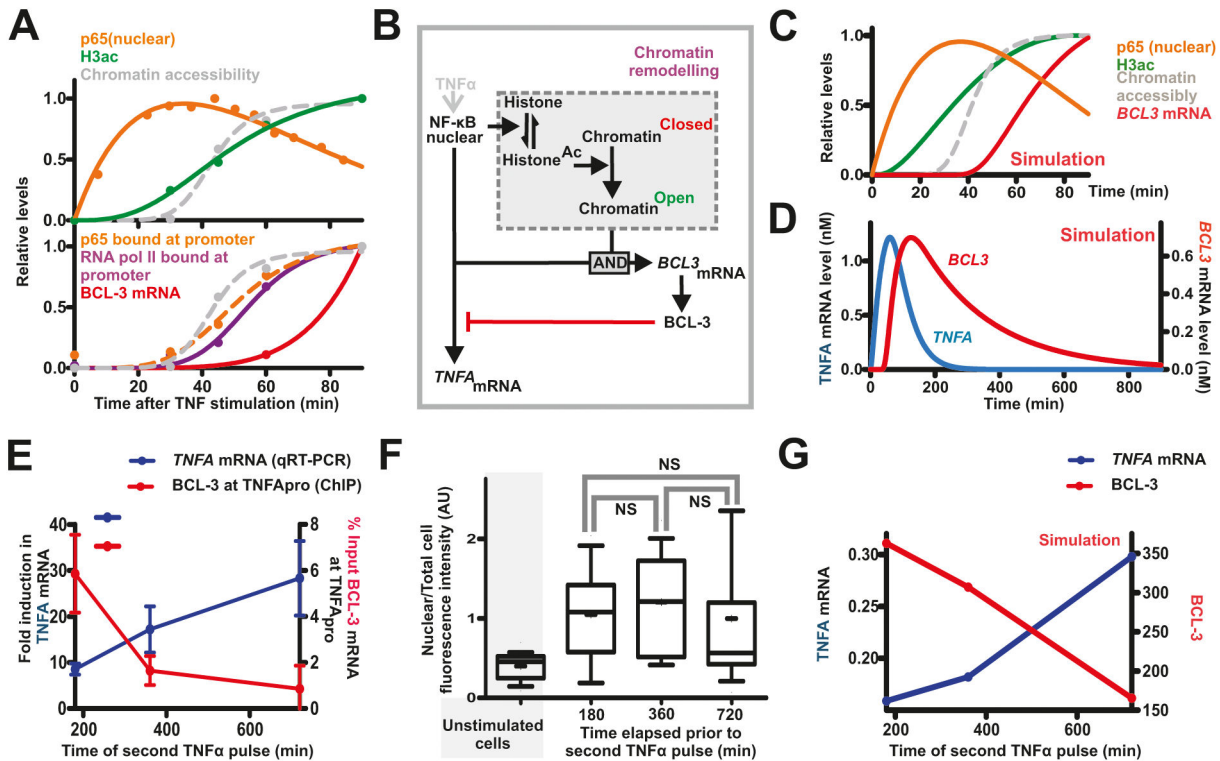 A
p65(nuclear)
H3ac
Chromatin accessibility
1.0
0.5
0.0
Relative levels
p65 bound at promoter
RNA pol II bound at
promoter
BCL-3 mRNA
1.0
0.5
0.0
0 20 40 60 80
Time after TNF stimulation (min)
B
Chromatin
remodelling
TNFα
NF-κB
nuclear
Histone
Histone
Ac
Chromatin
Closed
Open
Chromatin
AND
BCL3 mRNA
BCL-3
TNFA mRNA
C
1.0
0.5
0.0
Relative levels
p65 (nuclear)
H3ac
Chromatin
accessibly
BCL3 mRNA
Simulation
0 20 40 60 80
Time (min)
D
Simulation
TNFA mRNA level (nM)
1.0
0.5
0.0
BCL3
TNFA
0.6
0.4
0.2
0.0
BCL3 mRNA level (nM)
0 200 400 600 800
Time (min)
E
TNFA mRNA (qRT-PCR)
BCL-3 at TNFApro (ChIP)
Fold induction in
TNFA mRNA
40
30
20
10
0
8
6
4
2
0
% Input BCL-3 mRNA
at TNFApro
200 400 600
Time of second TNFα pulse (min)
F
Nuclear/Total cell
fluorescence intensity (AU)
2
1
0
NS
NS
NS
Unstimulated
cells
180 360 720
Time elapsed prior to
second TNFα pulse (min)
G
TNFA mRNA
BCL-3
Simulation
TNFA mRNA
0.30
0.25
0.20
350
300
250
200
150
BCL-3
200 400 600
Time of second TNFα pulse (min)